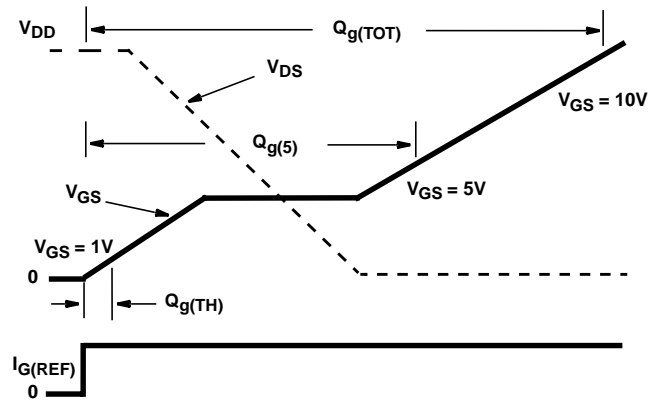 V_DD
Q_g(TOT)
V_DS
V_GS = 10V
Q_g(5)
V_GS
V_GS = 5V
V_GS = 1V
0
Q_g(TH)
I_G(REF)
0